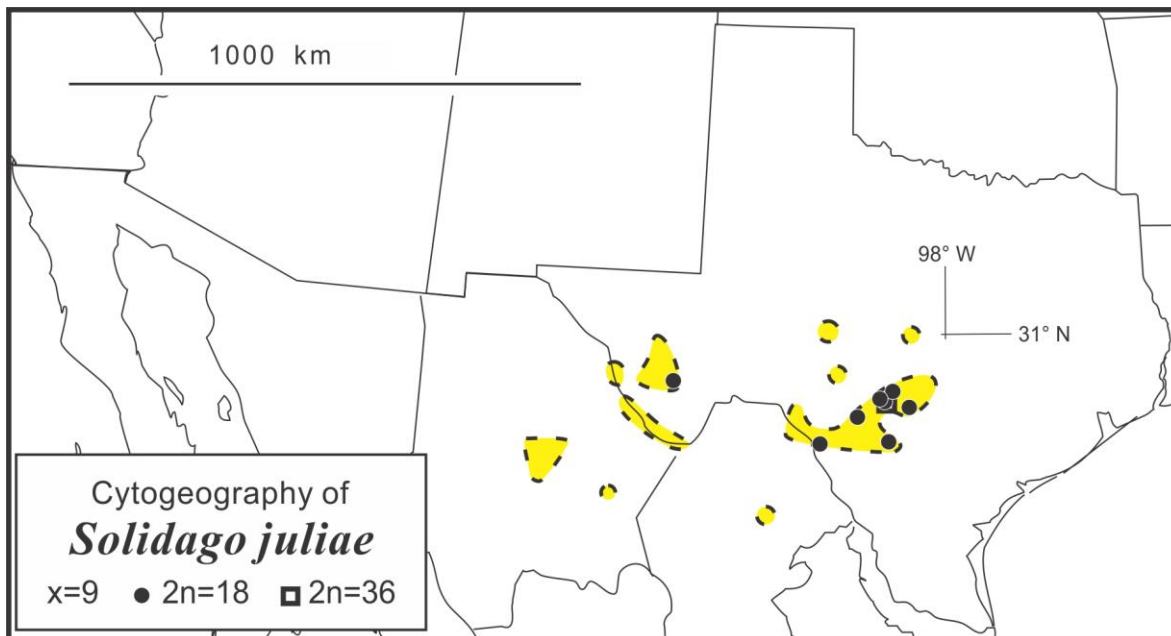 1000 km
98° W
31° N
Cytogeography of
Solidago juliae
x=9 ● 2n=18 ◘ 2n=36